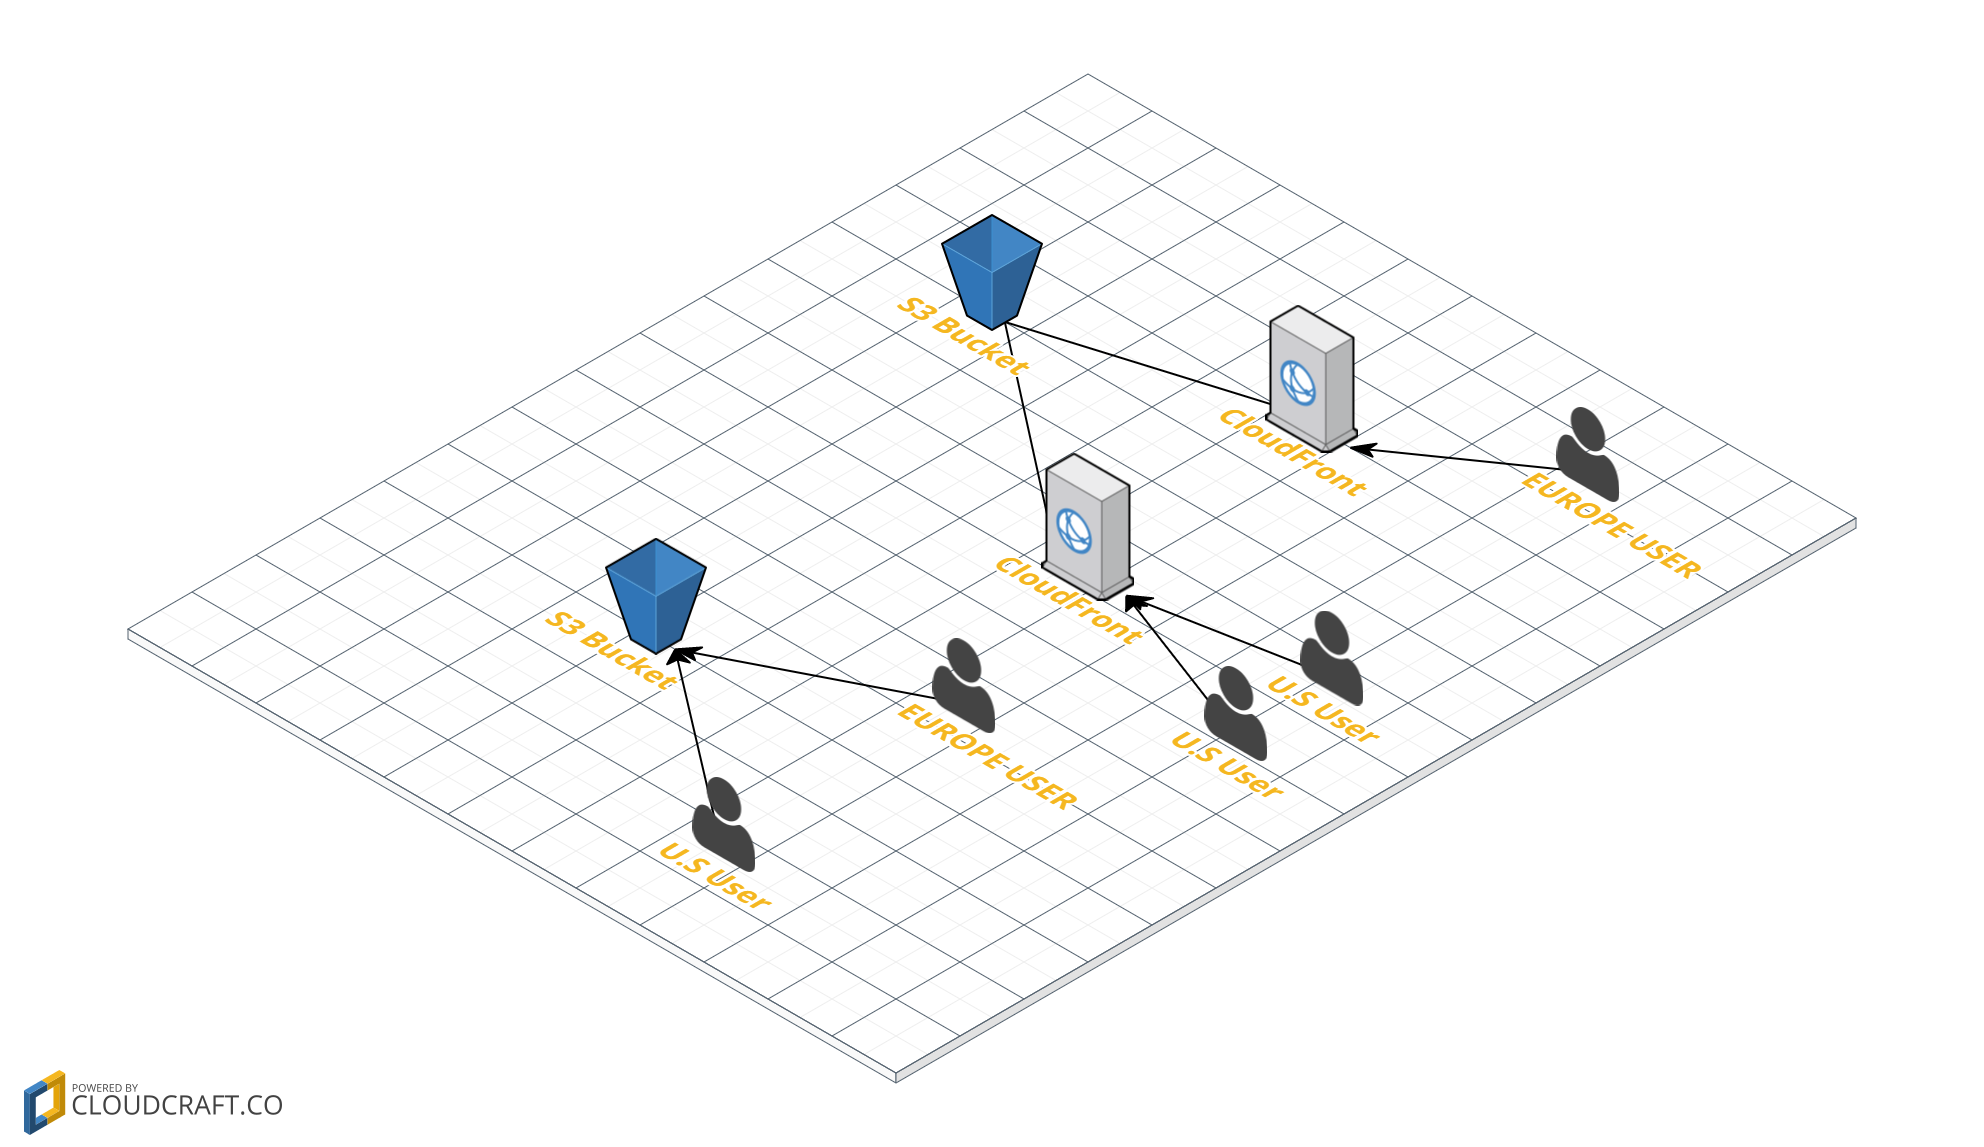 S3 Bucket
CloudFront
EUROPE USER
CloudFront
S3 Bucket
U.S User
EUROPE USER
U.S User
U.S User
POWERED BY
CLOUDCRAFT.CO